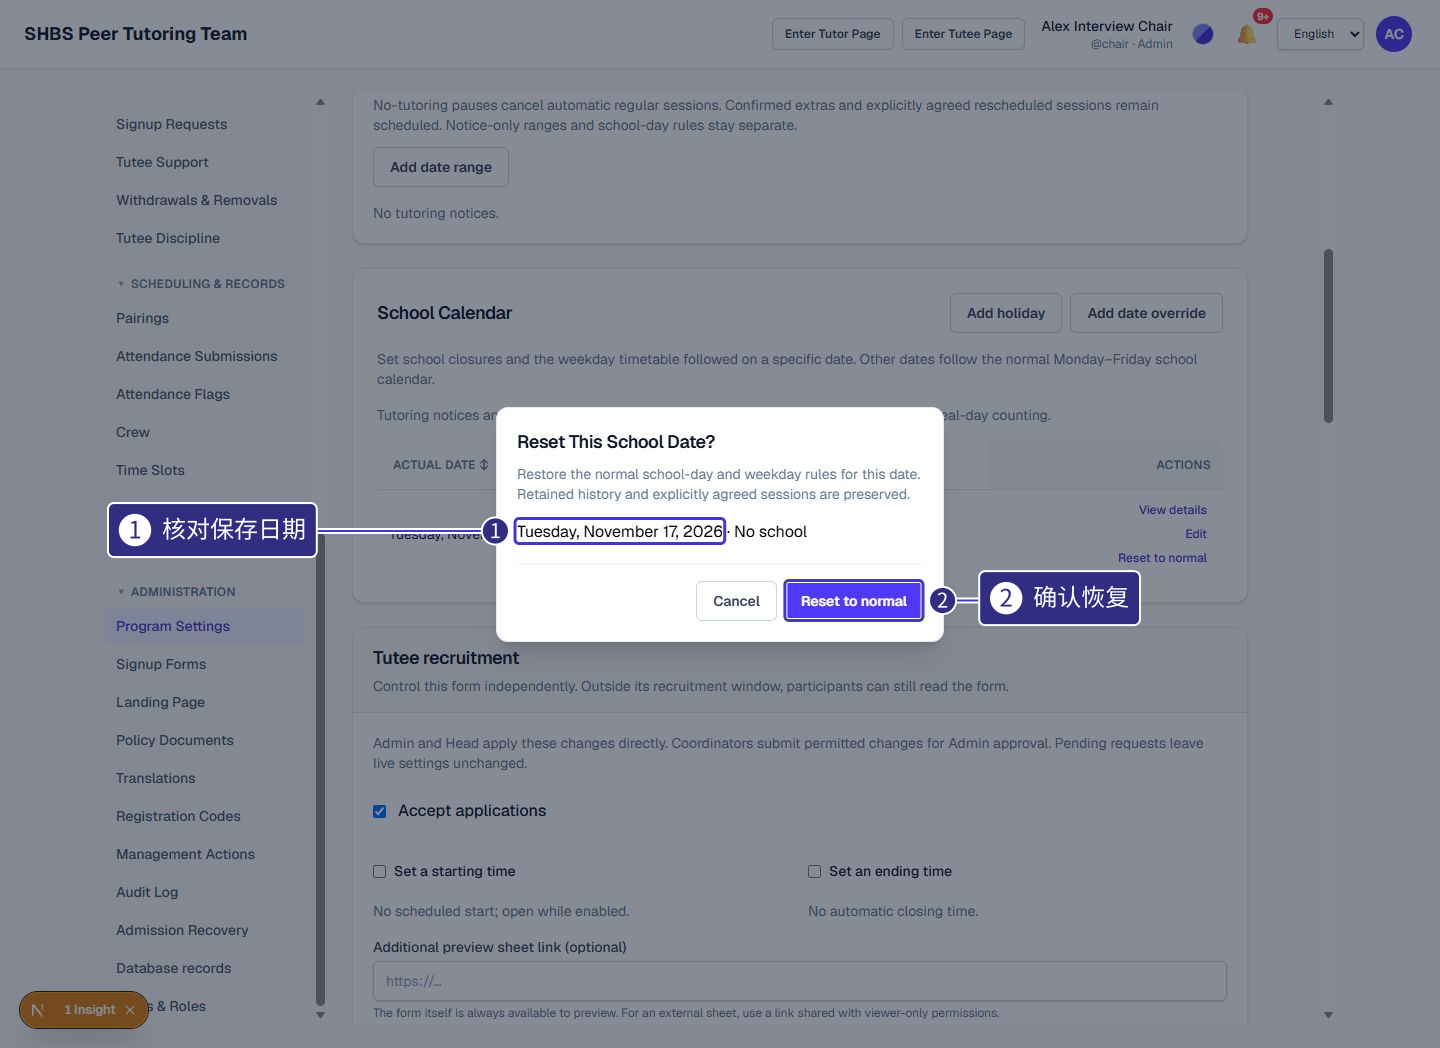 SHBS Peer Tutoring Team
Enter Tutor Page
Enter Tutee Page
Alex Interview Chair
@chair · Admin
9+
English
AC
Signup Requests
Tutee Support
Withdrawals & Removals
Tutee Discipline
SCHEDULING & RECORDS
Pairings
Attendance Submissions
Attendance Flags
Crew
Time Slots
1 核对保存日期
ADMINISTRATION
Program Settings
Signup Forms
Landing Page
Policy Documents
Translations
Registration Codes
Management Actions
Audit Log
Admission Recovery
Database records
s & Roles
1 Insight
No-tutoring pauses cancel automatic regular sessions. Confirmed extras and explicitly agreed rescheduled sessions remain
scheduled. Notice-only ranges and school-day rules stay separate.
Add date range
No tutoring notices.
School Calendar
Add holiday
Add date override
Set school closures and the weekday timetable followed on a specific date. Other dates follow the normal Monday–Friday school
calendar.
Tutoring notices an
eal-day counting.
ACTUAL DATE
ACTIONS
Tuesday, Nove
View details
Edit
Reset to normal
Reset This School Date?
Restore the normal school-day and weekday rules for this date.
Retained history and explicitly agreed sessions are preserved.
1 Tuesday, November 17, 2026 · No school
Cancel
Reset to normal
2
2 确认恢复
Tutee recruitment
Control this form independently. Outside its recruitment window, participants can still read the form.
Admin and Head apply these changes directly. Coordinators submit permitted changes for Admin approval. Pending requests leave
live settings unchanged.
Accept applications
Set a starting time
Set an ending time
No scheduled start; open while enabled.
No automatic closing time.
Additional preview sheet link (optional)
https://…
The form itself is always available to preview. For an external sheet, use a link shared with viewer-only permissions.